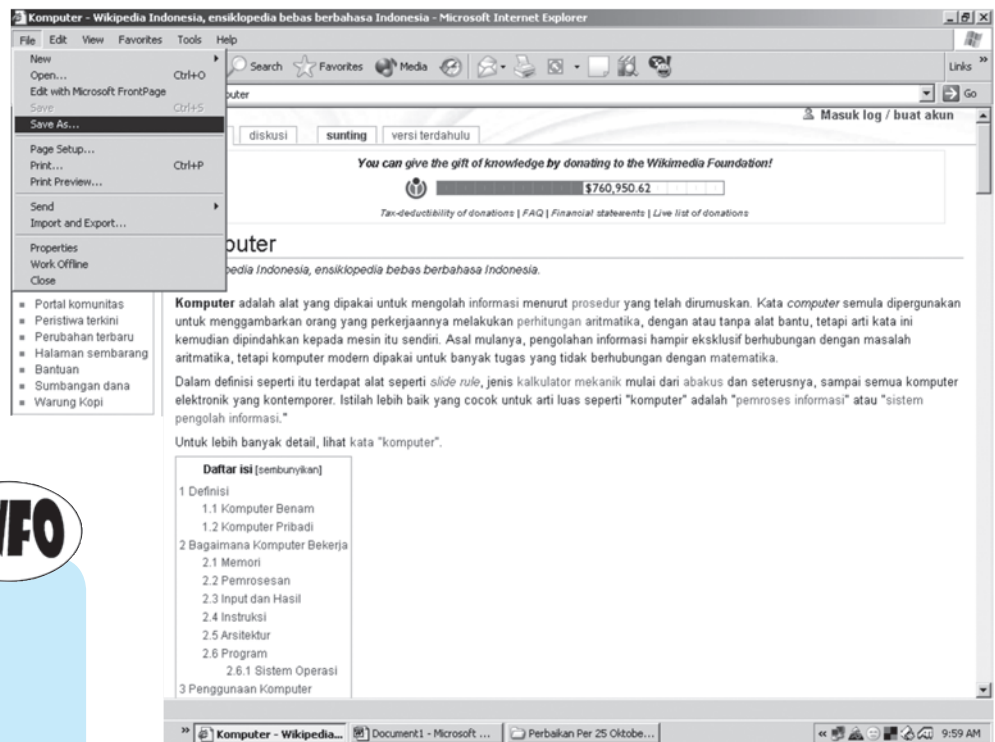 Komputer - Wikipedia Indonesia, ensiklopedia bebas berbahasa Indonesia - Microsoft Internet Explorer
File Edit View Favorites Tools Help
New
Open... Ctrl+O
Edit with Microsoft FrontPage
Save Ctrl+S
Save As...
Page Setup...
Print... Ctrl+P
Print Preview...
Send
Import and Export...
Properties
Work Offline
Close
Search Favorites Media Links »
puter Go
Masuk log / buat akun
diskusi sunting versi terdahulu
You can give the gift of knowledge by donating to the Wikimedia Foundation!
$760,950.62
Tax-deductibility of donations | FAQ | Financial statements | Live list of donations
puter
pedia Indonesia, ensiklopedia bebas berbahasa Indonesia.
Portal komunitas
Peristiwa terkini
Perubahan terbaru
Halaman sembarang
Bantuan
Sumbangan dana
Warung Kopi
Komputer adalah alat yang dipakai untuk mengolah informasi menurut prosedur yang telah dirumuskan. Kata computer semula dipergunakan
untuk menggambarkan orang yang perkerjaannya melakukan perhitungan aritmatika, dengan atau tanpa alat bantu, tetapi arti kata ini
kemudian dipindahkan kepada mesin itu sendiri. Asal mulanya, pengolahan informasi hampir eksklusif berhubungan dengan masalah
aritmatika, tetapi komputer modern dipakai untuk banyak tugas yang tidak berhubungan dengan matematika.
Dalam definisi seperti itu terdapat alat seperti slide rule, jenis kalkulator mekanik mulai dari abakus dan seterusnya, sampai semua komputer
elektronik yang kontemporer. Istilah lebih baik yang cocok untuk arti luas seperti "komputer" adalah "pemroses informasi" atau "sistem
pengolah informasi."
Untuk lebih banyak detail, lihat kata "komputer".
Daftar isi [sembunyikan]
1 Definisi
1.1 Komputer Benam
1.2 Komputer Pribadi
2 Bagaimana Komputer Bekerja
2.1 Memori
2.2 Pemrosesan
2.3 Input dan Hasil
2.4 Instruksi
2.5 Arsitektur
2.6 Program
2.6.1 Sistem Operasi
3 Penggunaan Komputer
» Komputer - Wikipedia... Document1 - Microsoft ... Perbaikan Per 25 Oktobe... « 9:59 AM